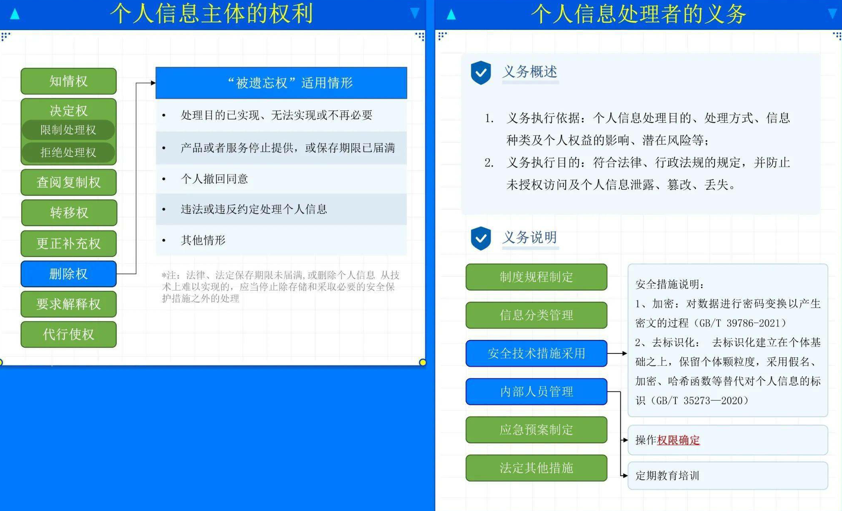 个人信息主体的权利
知情权
决定权
限制处理权
拒绝处理权
查阅复制权
转移权
更正补充权
删除权
要求解释权
代行使权
“被遗忘权”适用情形
• 处理目的已实现、无法实现或不再必要
• 产品或者服务停止提供，或保存期限已届满
• 个人撤回同意
• 违法或违反约定处理个人信息
• 其他情形
*注：法律、法定保存期限未届满,或删除个人信息 从技
术上难以实现的，应当停止除存储和采取必要的安全保
护措施之外的处理
个人信息处理者的义务
义务概述
1. 义务执行依据：个人信息处理目的、处理方式、信息
种类及个人权益的影响、潜在风险等；
2. 义务执行目的：符合法律、行政法规的规定，并防止
未授权访问及个人信息泄露、篡改、丢失。
义务说明
制度规程制定
信息分类管理
安全技术措施采用
内部人员管理
应急预案制定
法定其他措施
安全措施说明：
1、加密：对数据进行密码变换以产生
密文的过程（GB/T 39786-2021）
2、去标识化： 去标识化建立在个体基
础之上，保留个体颗粒度，采用假名、
加密、哈希函数等替代对个人信息的标
识（GB/T 35273—2020）
操作权限确定
定期教育培训